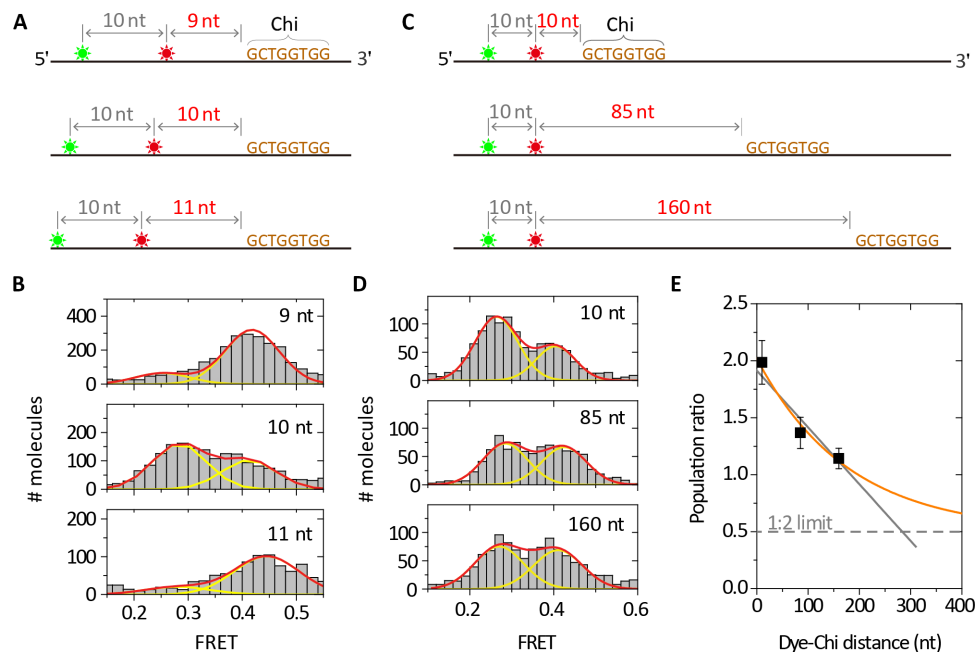 A
10 nt 9 nt Chi
5' GCTGGTGG 3'
10 nt 10 nt
GCTGGTGG
10 nt 11 nt
GCTGGTGG
C
10 nt 10 nt Chi
5' GCTGGTGG 3'
10 nt 85 nt
GCTGGTGG
10 nt 160 nt
GCTGGTGG
B
# molecules
9 nt
400
200
0
10 nt
200
100
0
11 nt
200
100
0
0.2 0.3 0.4 0.5
FRET
D
# molecules
10 nt
100
50
0
85 nt
100
50
0
160 nt
100
50
0
0.2 0.4 0.6
FRET
E
Population ratio
2.5
2.0
1.5
1.0
0.5
0.0
1:2 limit
0 100 200 300 400
Dye-Chi distance (nt)